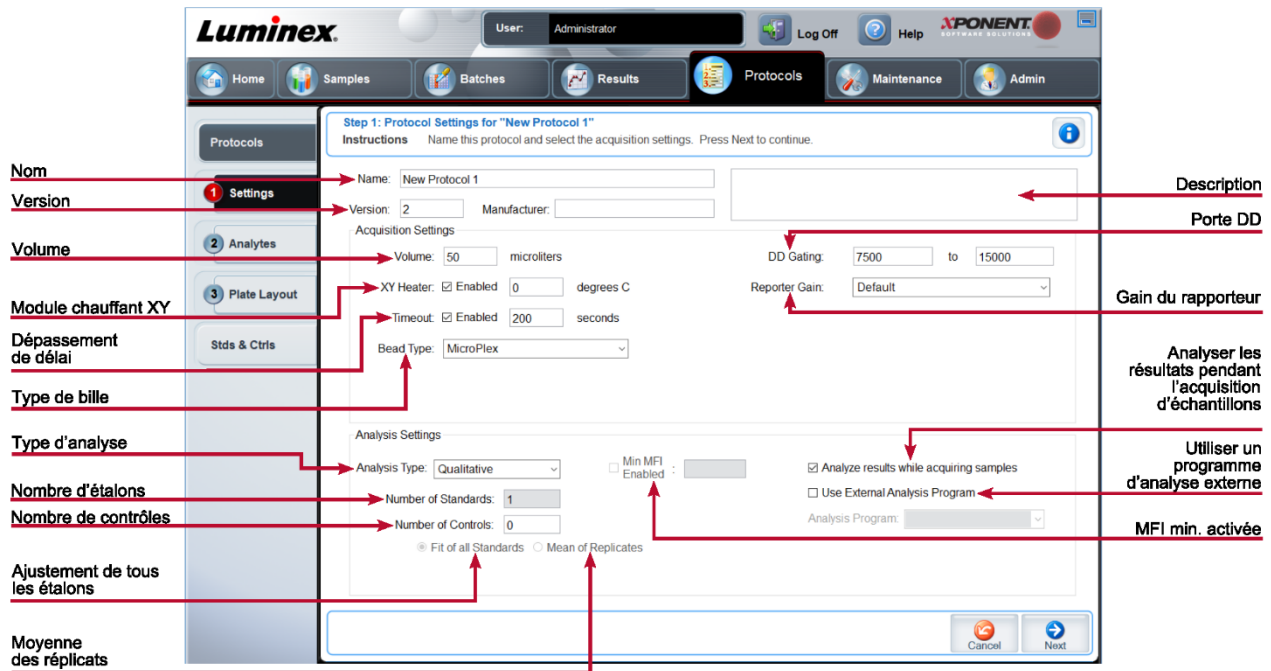 Luminex.
User: Administrator
Log Off
Help
XPONENT.
SOFTWARE SOLUTIONS
Home
Samples
Batches
Results
Protocols
Maintenance
Admin
Protocols
1 Settings
2 Analytes
3 Plate Layout
Stds & Ctrls
Step 1: Protocol Settings for "New Protocol 1"
Instructions Name this protocol and select the acquisition settings. Press Next to continue.
Name: New Protocol 1
Version: 2 Manufacturer:
Acquisition Settings
Volume: 50 microliters
DD Gating: 7500 to 15000
XY Heater: Enabled 0 degrees C
Reporter Gain: Default
Timeout: Enabled 200 seconds
Bead Type: MicroPlex
Analysis Settings
Analysis Type: Qualitative
Min MFI
Enabled :
Analyze results while acquiring samples
Number of Standards: 1
Use External Analysis Program
Number of Controls: 0
Analysis Program:
Fit of all Standards Mean of Replicates
Cancel
Next
Nom
Version
Volume
Module chauffant XY
Dépassement
de délai
Type de bille
Type d'analyse
Nombre d'étalons
Nombre de contrôles
Ajustement de tous
les étalons
Moyenne
des réplicats
Description
Porte DD
Gain du rapporteur
Analyser les
résultats pendant
l'acquisition
d'échantillons
Utiliser un
programme
d'analyse externe
MFI min. activée